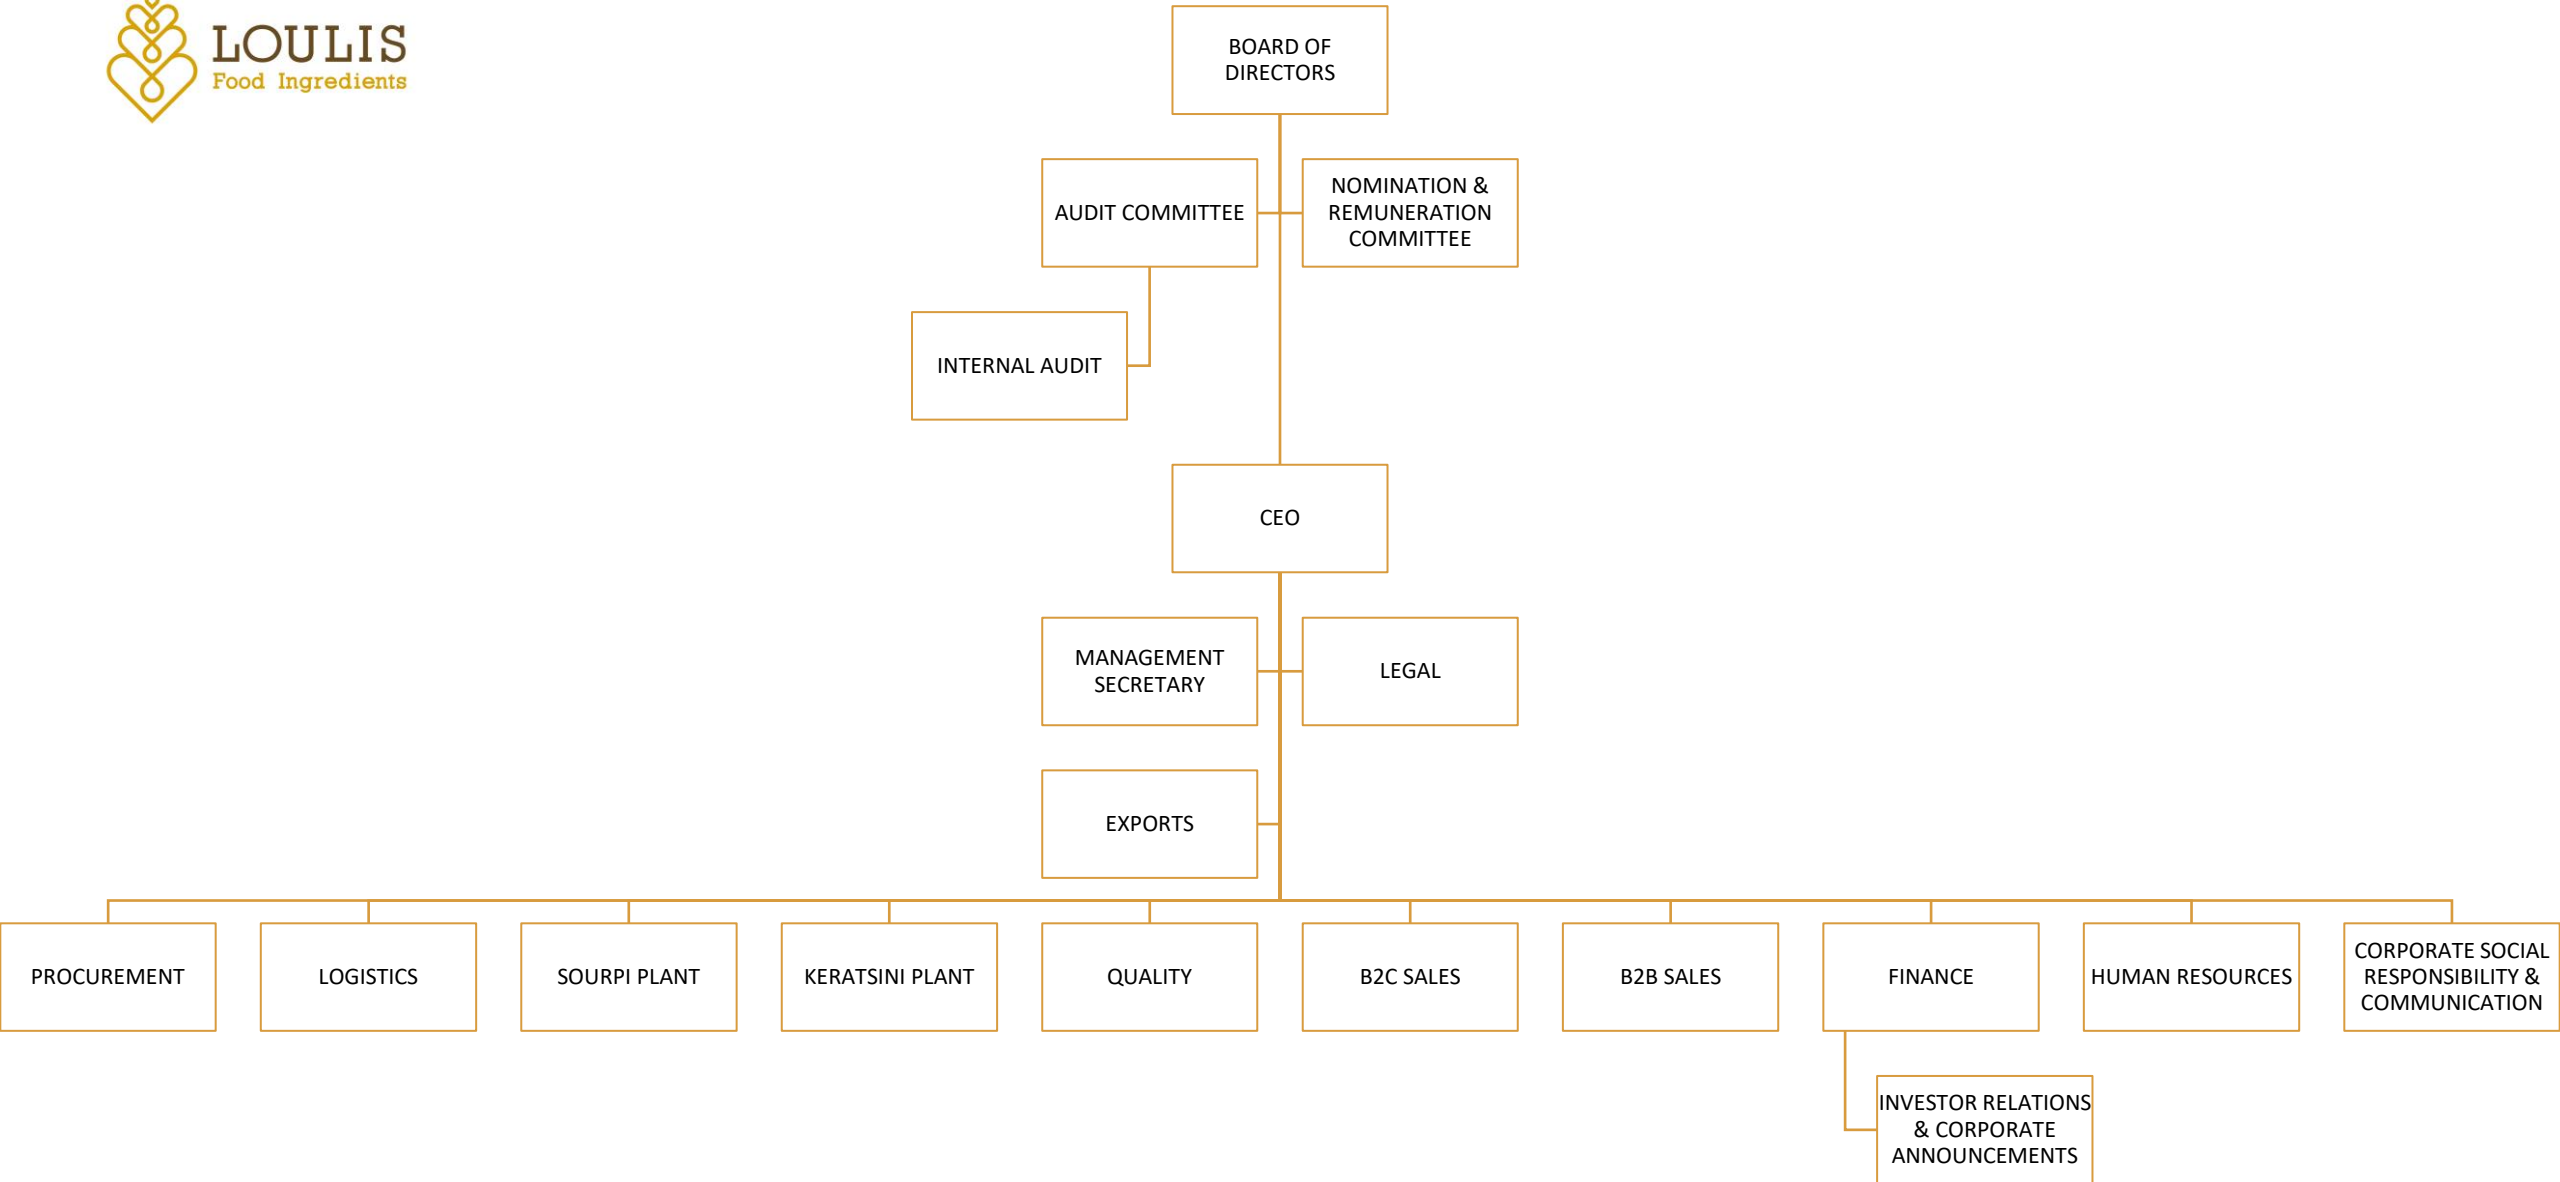 LOULIS
Food Ingredients
BOARD OF
DIRECTORS
AUDIT COMMITTEE
NOMINATION &
REMUNERATION
COMMITTEE
INTERNAL AUDIT
CEO
MANAGEMENT
SECRETARY
LEGAL
EXPORTS
PROCUREMENT
LOGISTICS
SOURPI PLANT
KERATSINI PLANT
QUALITY
B2C SALES
B2B SALES
FINANCE
HUMAN RESOURCES
CORPORATE SOCIAL
RESPONSIBILITY &
COMMUNICATION
INVESTOR RELATIONS
& CORPORATE
ANNOUNCEMENTS